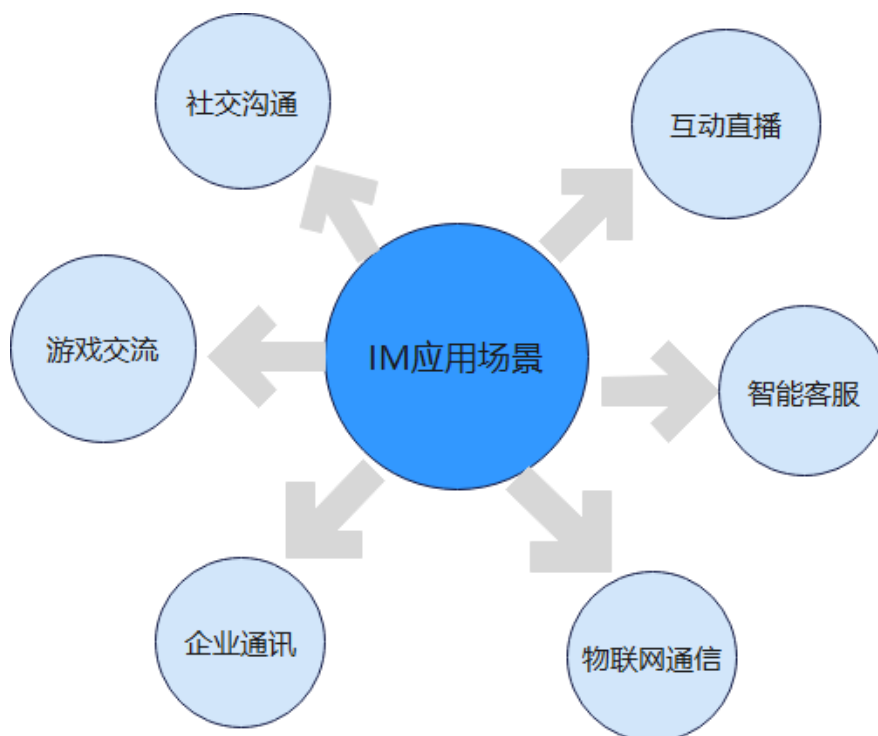 社交沟通
互动直播
游戏交流
IM应用场景
智能客服
企业通讯
物联网通信